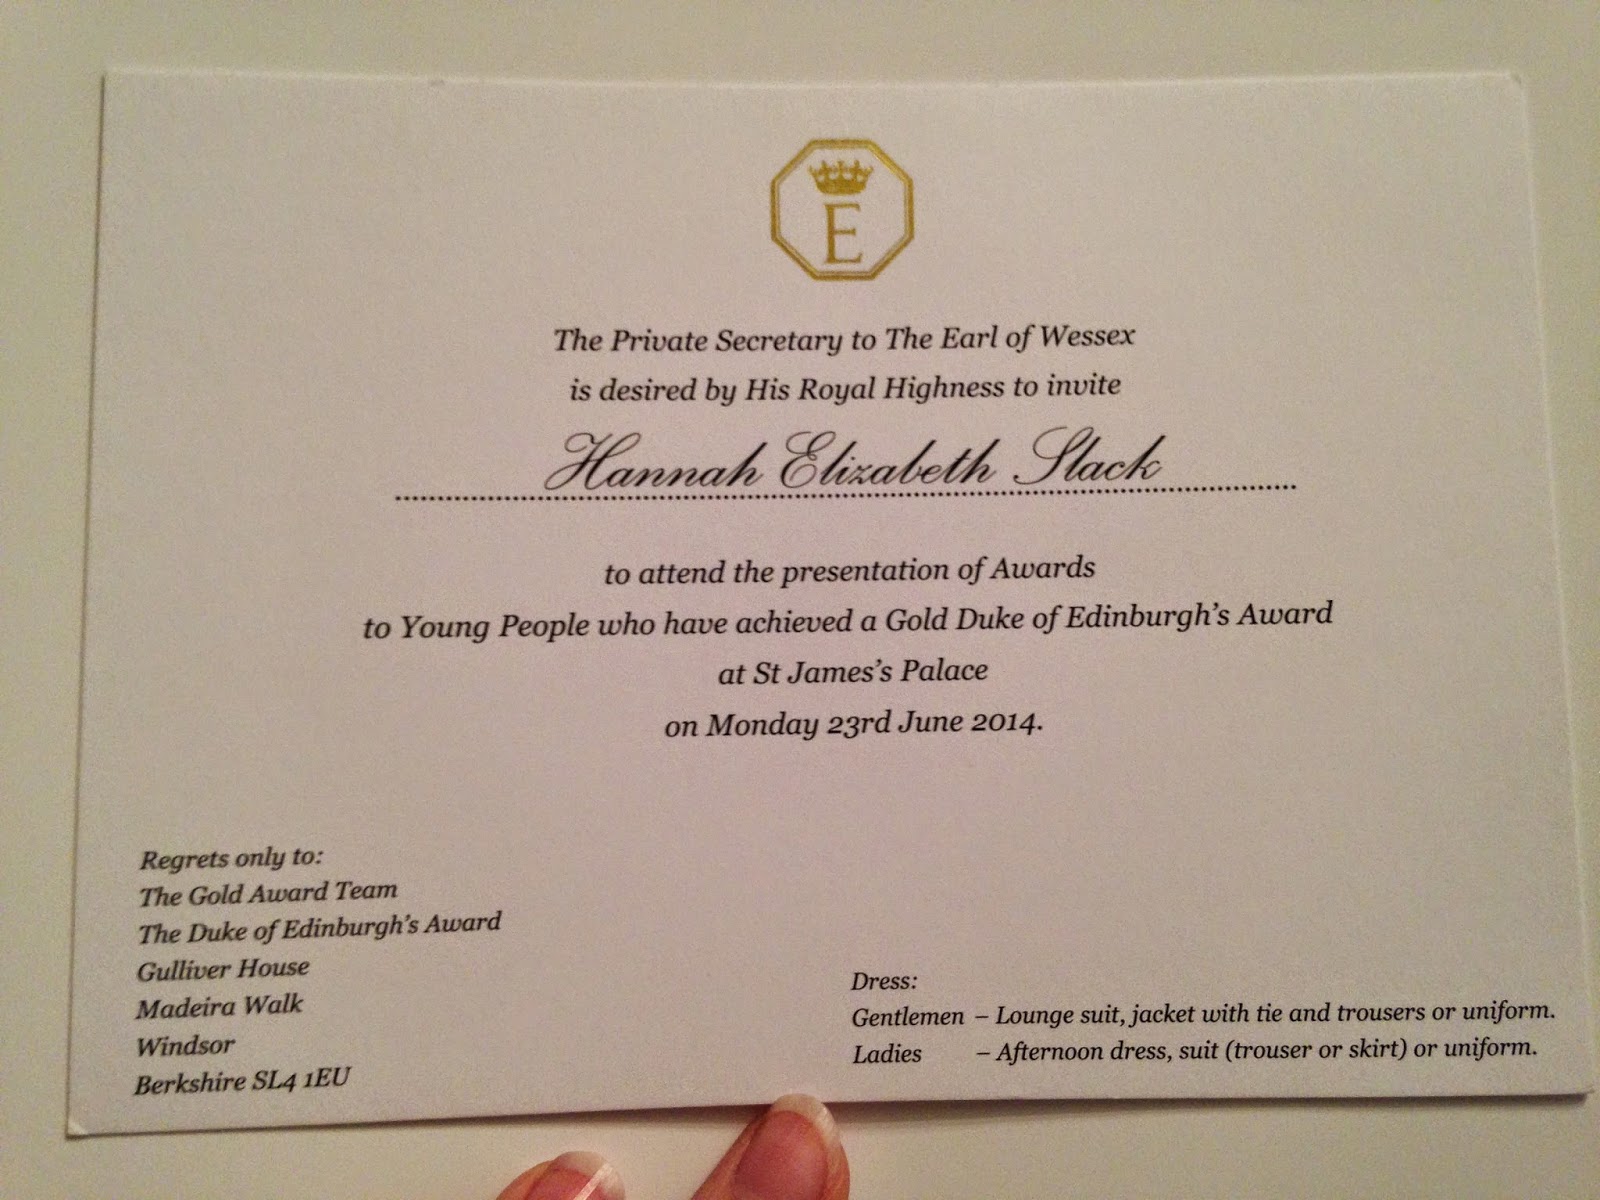 E
The Private Secretary to The Earl of Wessex
is desired by His Royal Highness to invite
Hannah Elizabeth Slack
to attend the presentation of Awards
to Young People who have achieved a Gold Duke of Edinburgh's Award
at St James's Palace
on Monday 23rd June 2014.
Regrets only to:
The Gold Award Team
The Duke of Edinburgh's Award
Gulliver House
Madeira Walk
Windsor
Berkshire SL4 1EU
Dress:
Gentlemen – Lounge suit, jacket with tie and trousers or uniform.
Ladies – Afternoon dress, suit (trouser or skirt) or uniform.